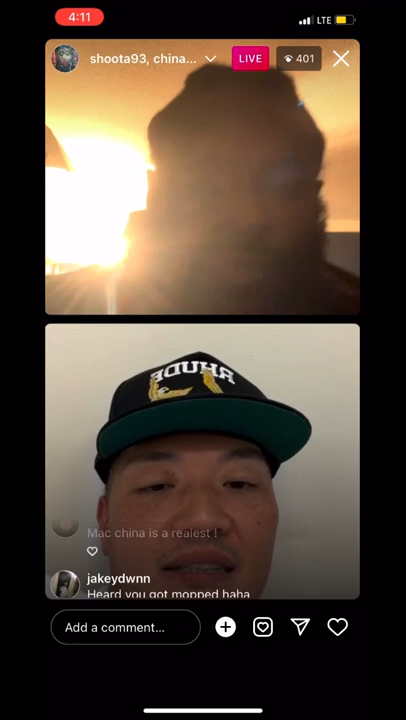 4:11
LTE
shoota93, china...
LIVE
401
RHUDE
Mac china is a realest !
jakeydwnn
Heard you got mopped haha
Add a comment...